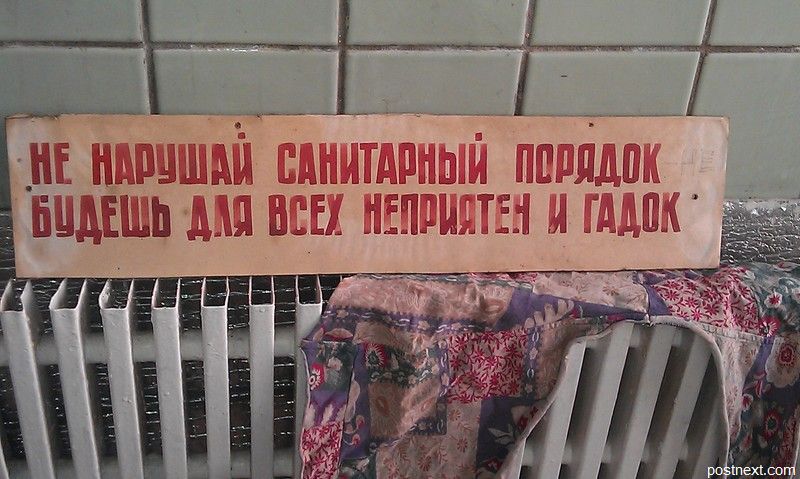 НЕ НАРУШАЙ САНИТАРНЫЙ ПОРЯДОК
БУДЕШЬ ДЛЯ ВСЕХ НЕПРИЯТЕН И ГАДОК
postnext.com